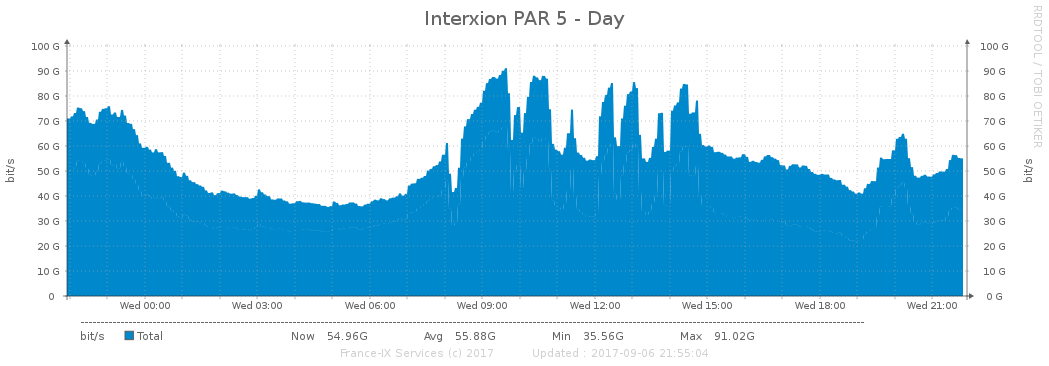 Interxion PAR 5 - Day
RRDTOOL / TOBI OETIKER
100 G 100 G
90 G 90 G
80 G 80 G
70 G 70 G
60 G 60 G
50 G 50 G
40 G 40 G
30 G 30 G
20 G 20 G
10 G 10 G
0 0 G
bit/s bit/s
Wed 00:00 Wed 03:00 Wed 06:00 Wed 09:00 Wed 12:00 Wed 15:00 Wed 18:00 Wed 21:00
bit/s Total Now 54.96G Avg 55.88G Min 35.56G Max 91.02G
France-IX Services (c) 2017 Updated : 2017-09-06 21:55:04